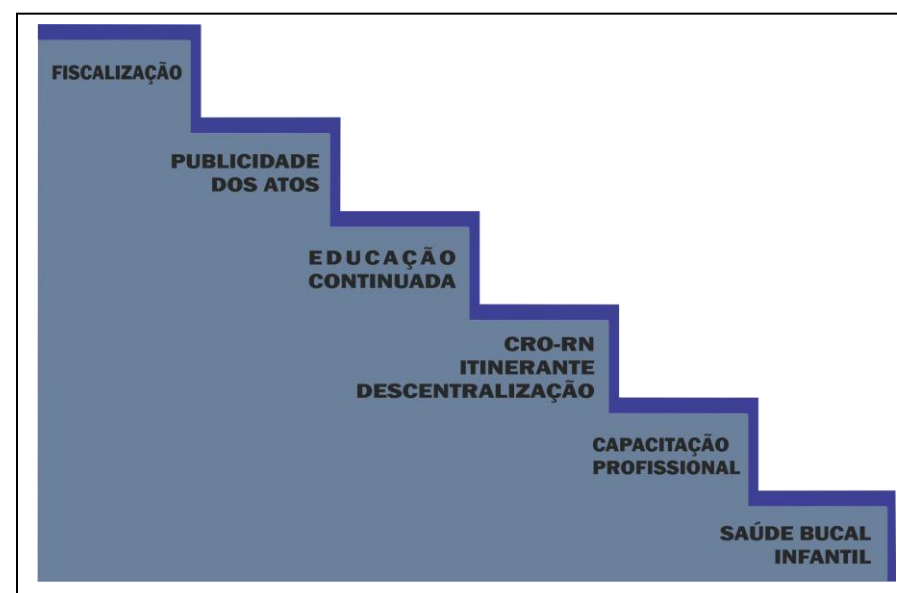 FISCALIZAÇÃO
PUBLICIDADE
DOS ATOS
EDUCAÇÃO
CONTINUADA
CRO-RN
ITINERANTE
DESCENTRALIZAÇÃO
CAPACITAÇÃO
PROFISSIONAL
SAÚDE BUCAL
INFANTIL